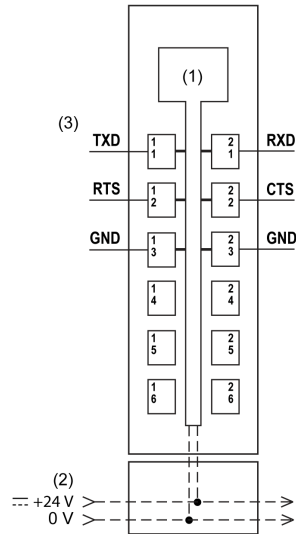 (1)
(3)
TXD 1 1 2 1 RXD
RTS 1 2 2 2 CTS
GND 1 3 2 3 GND
1 4 2 4
1 5 2 5
1 6 2 6
(2)
+24 V
0 V